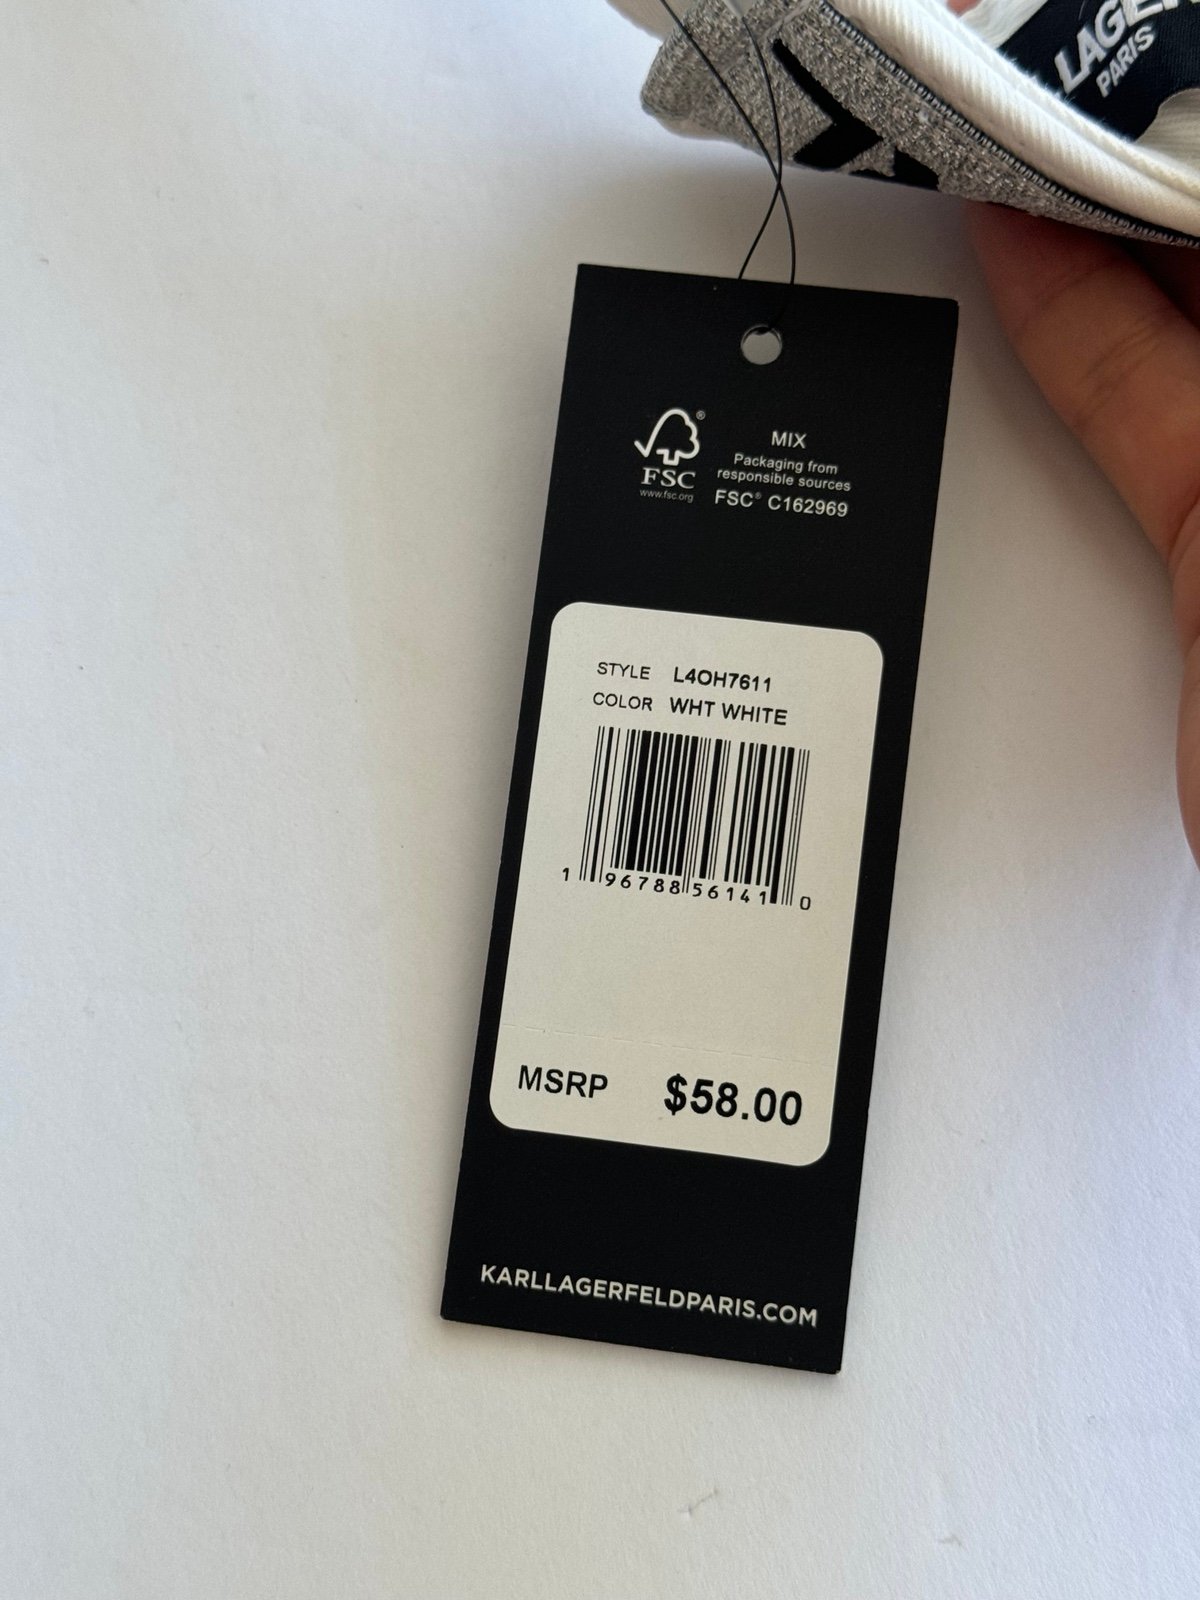 PARIS
FSC®
www.fsc.org
MIX
Packaging from
responsible sources
FSC® C162969
STYLE L4OH7611
COLOR WHT WHITE
1 96788 56141 0
MSRP $58.00
KARLLAGERFELDPARIS.COM